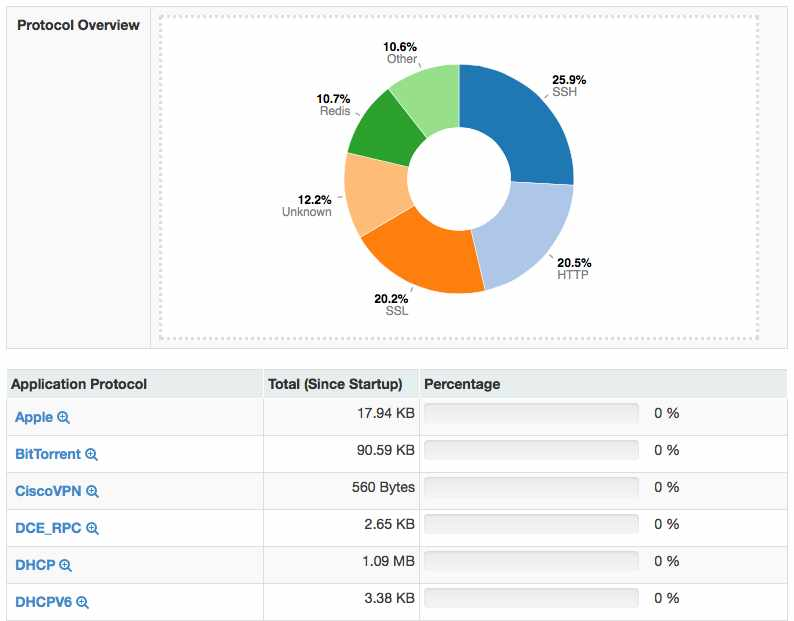 Protocol Overview
10.6%
Other
25.9%
SSH
10.7%
Redis
12.2%
Unknown
20.5%
HTTP
20.2%
SSL
Application Protocol Total (Since Startup) Percentage
Apple 17.94 KB 0 %
BitTorrent 90.59 KB 0 %
CiscoVPN 560 Bytes 0 %
DCE_RPC 2.65 KB 0 %
DHCP 1.09 MB 0 %
DHCPV6 3.38 KB 0 %